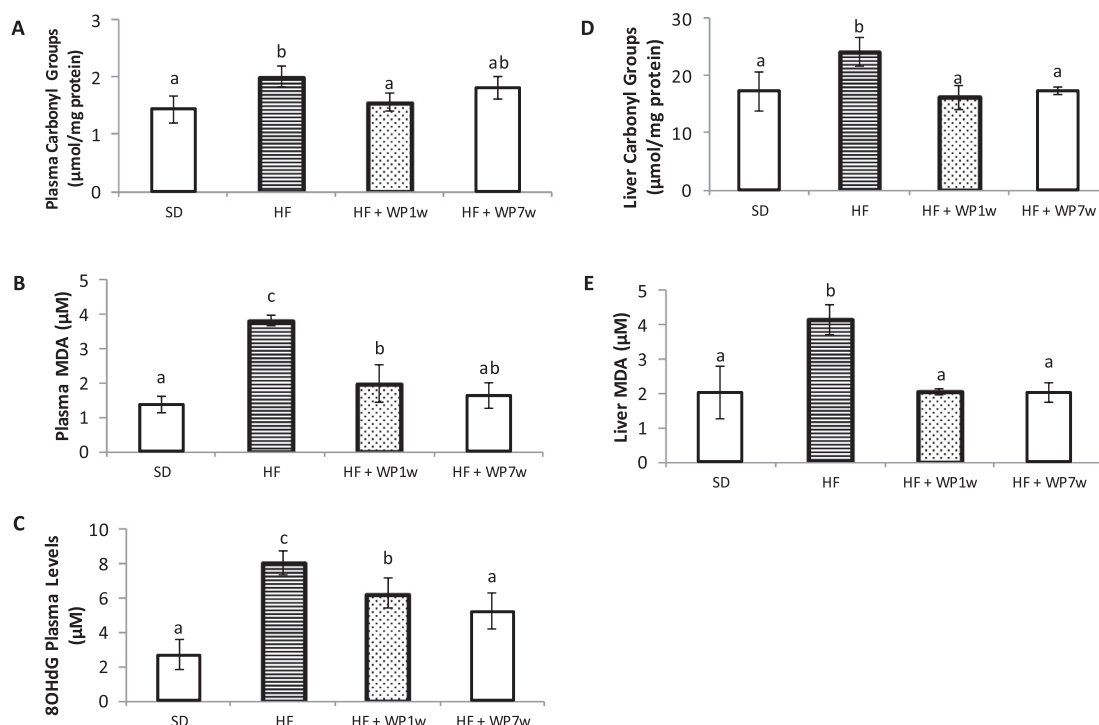 A
Plasma Carbonyl Groups
(μmol/mg protein)
3
2
1
0
a
b
a
ab
SD
HF
HF + WP1w
HF + WP7w
D
Liver Carbonyl Groups
(μmol/mg protein)
30
20
10
0
a
b
a
a
SD
HF
HF + WP1w
HF + WP7w
B
Plasma MDA (μM)
5
4
3
2
1
0
a
c
b
ab
SD
HF
HF + WP1w
HF + WP7w
E
Liver MDA (μM)
5
4
3
2
1
0
a
b
a
a
SD
HF
HF + WP1w
HF + WP7w
C
8OHdG Plasma Levels
(μM)
10
8
6
4
2
0
a
c
b
a
SD
HF
HF + WP1w
HF + WP7w